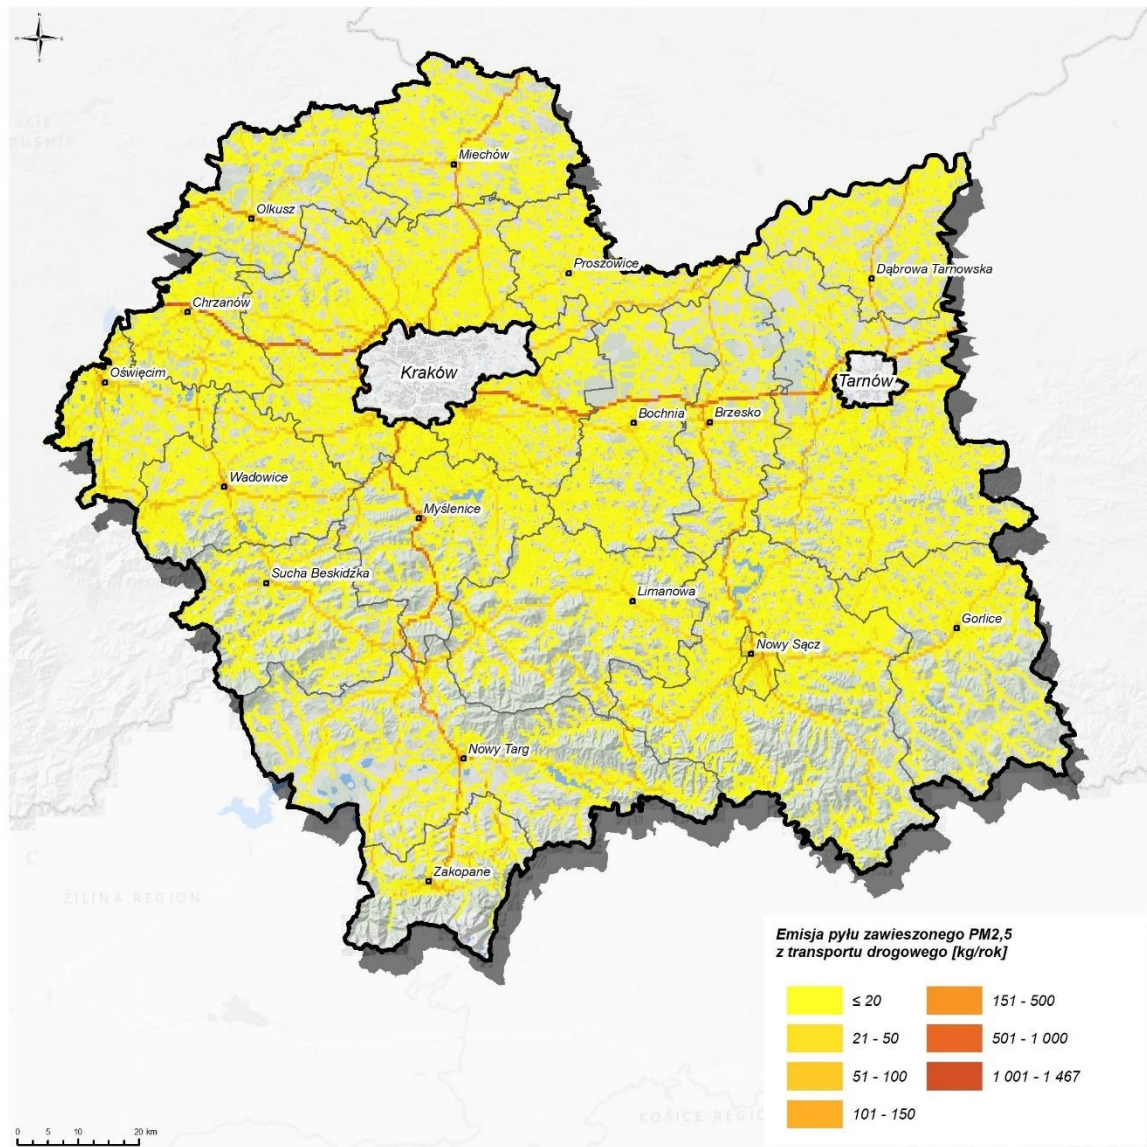 Miechów
Olkusz
Proszowice
Dąbrowa Tarnowska
Chrzanów
Kraków
Tarnów
Oświęcim
Bochnia
Brzesko
Wadowice
Myślenice
Sucha Beskidzka
Limanowa
Gorlice
Nowy Sącz
Nowy Targ
Zakopane
ŻILINA REGION
Emisja pyłu zawieszonego PM2,5
z transportu drogowego [kg/rok]
≤ 20
151 - 500
21 - 50
501 - 1 000
51 - 100
1 001 - 1 467
101 - 150
0 5 10 20 km